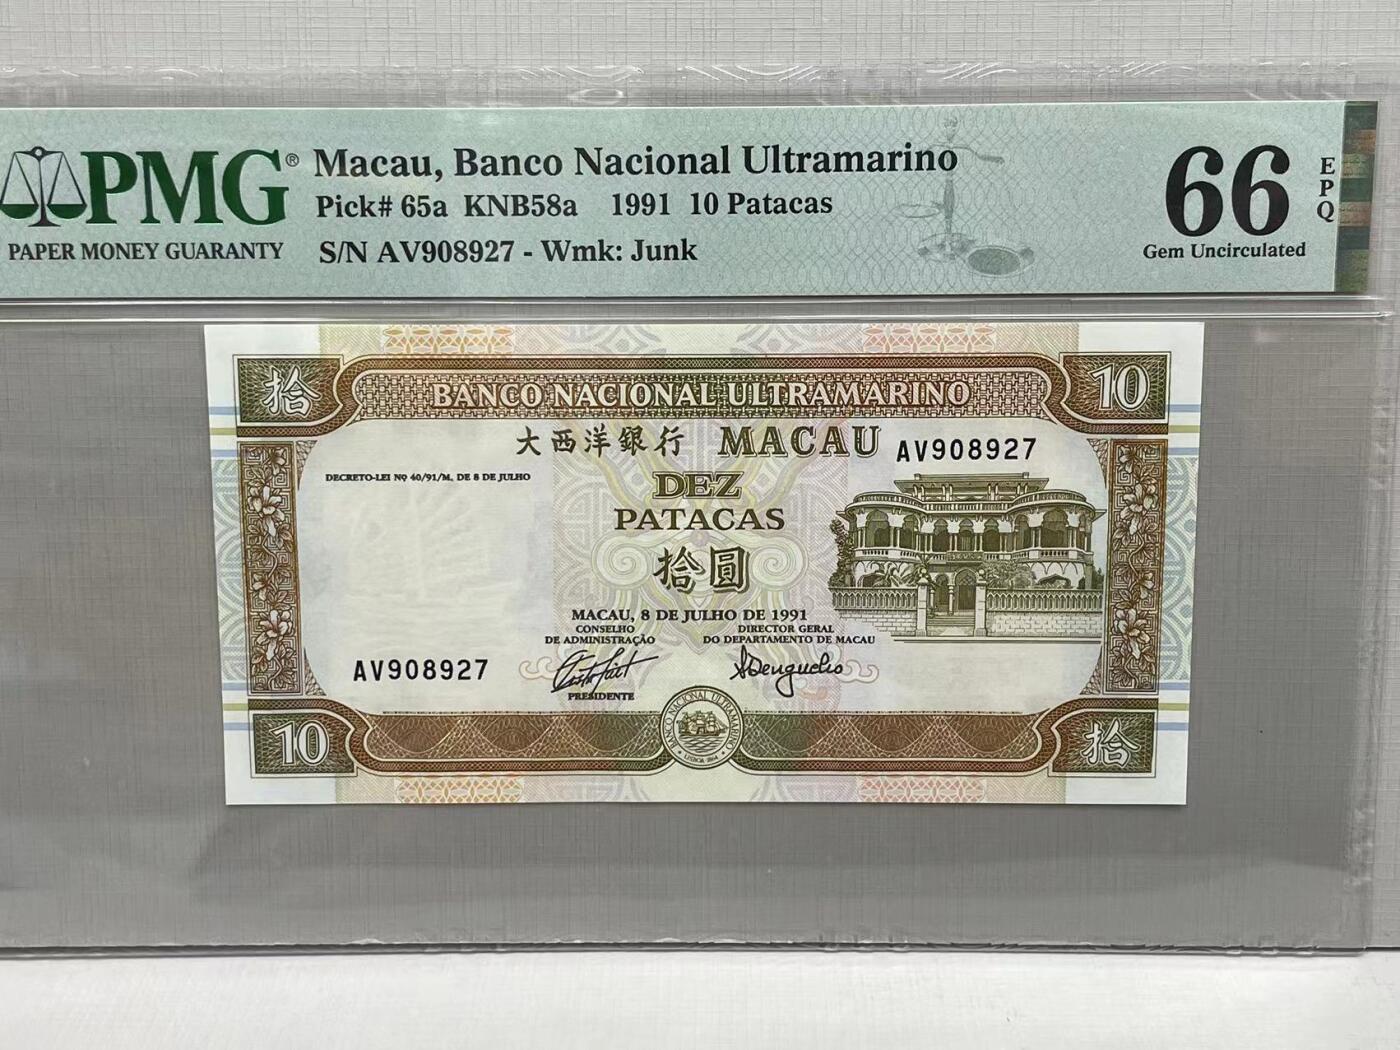 PMG®
PAPER MONEY GUARANTY
Macau, Banco Nacional Ultramarino
Pick# 65a KNB58a 1991 10 Patacas
S/N AV908927 - Wmk: Junk
66
EPQ
Gem Uncirculated
拾
BANCO NACIONAL ULTRAMARINO
10
大西洋銀行 MACAU AV908927
DECRETO-LEI Nº 40/91/M, DE 8 DE JULHO
DEZ
PATACAS
拾圓
MACAU, 8 DE JULHO DE 1991
CONSELHO
DE ADMINISTRAÇÃO
DIRECTOR GERAL
DO DEPARTAMENTO DE MACAU
AV908927
PRESIDENTE
10
BANCO NACIONAL ULTRAMARINO
LISBOA 1864
拾